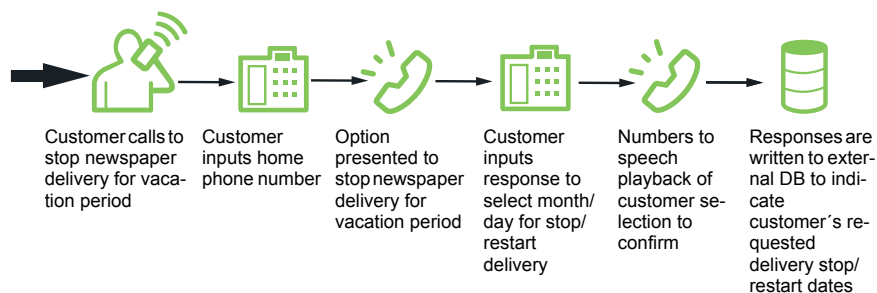 Customer calls to
stop newspaper
delivery for vaca-
tion period
Customer
inputs home
phone number
Option
presented to
stop newspaper
delivery for
vacation period
Customer
inputs
response to
select month/
day for stop/
restart
delivery
Numbers to
speech
playback of
customer se-
lection to
confirm
Responses are
written to exter-
nal DB to indi-
cate
customer´s re-
quested
delivery stop/
restart dates